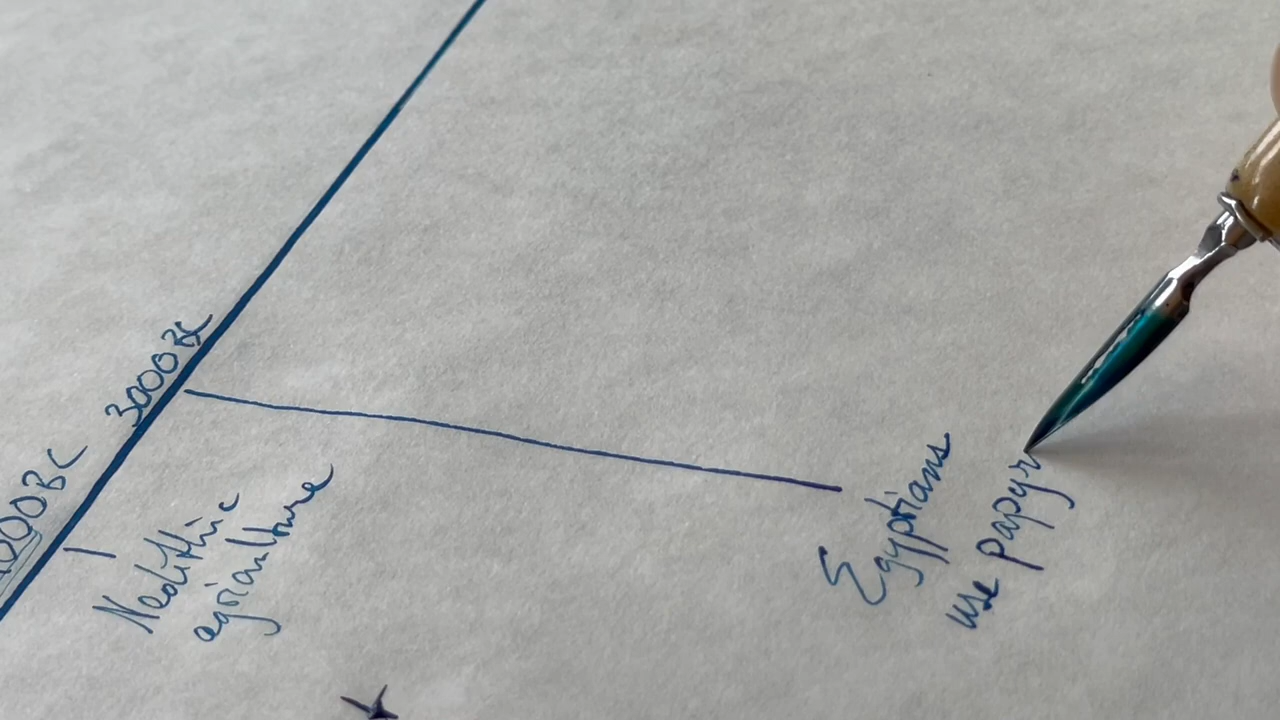 3000BC
Neolithic
agriculture
Egyptians
use papyr